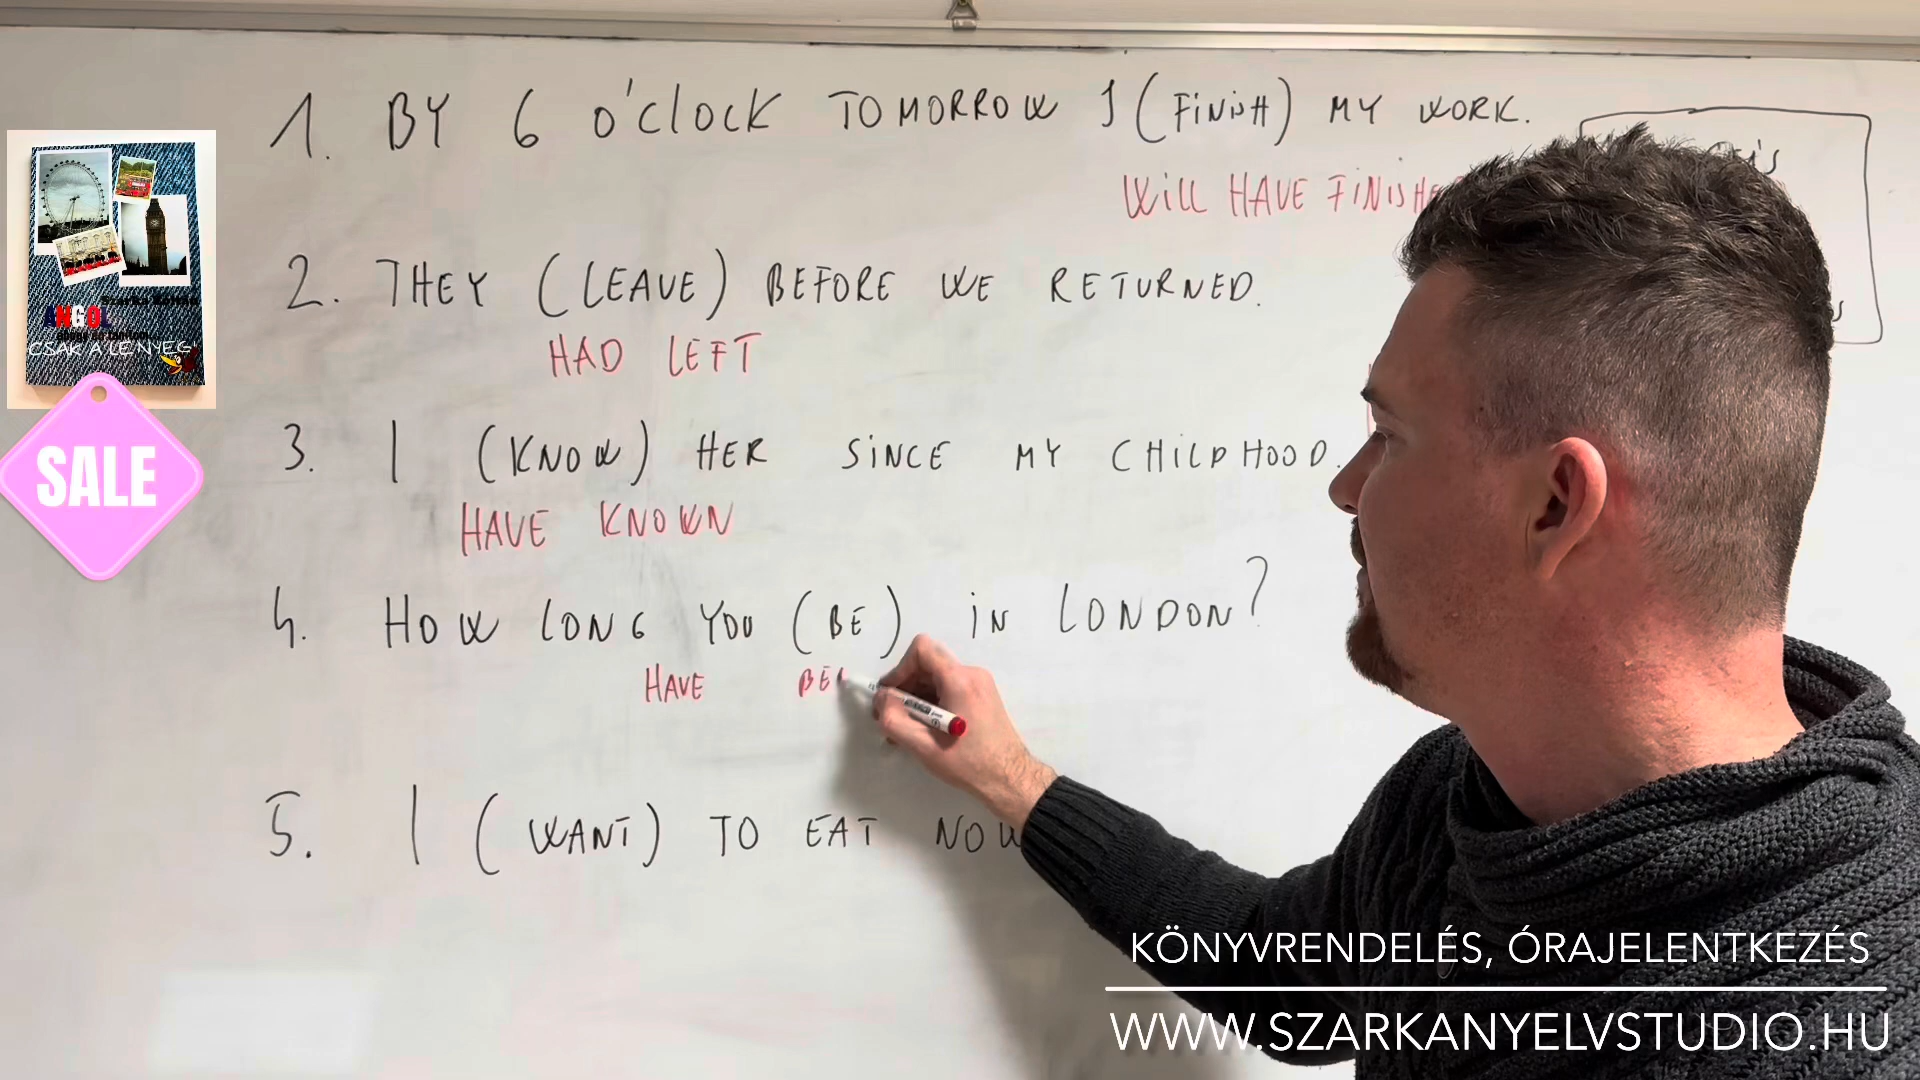 1. BY 6 o'clock TOMORROW I (FiNiSH) MY WORK.
WiLL HAVE
2. THEY (LEAVE) BEFORE WE RETURNED.
HAD LEFT
3. I (KNOW) HER SiNCE MY CHiLDHOOD.
HAVE KNOWN
4. HOW LONG YOU (BE) iN LONDON?
HAVE
5. I (WANT) TO EAT NOW
ANGOL
CSAK A LÉNYEG
SALE
KÖNYVRENDELÉS, ÓRAJELENTKEZÉS
WWW.SZARKANYELVSTUDIO.HU